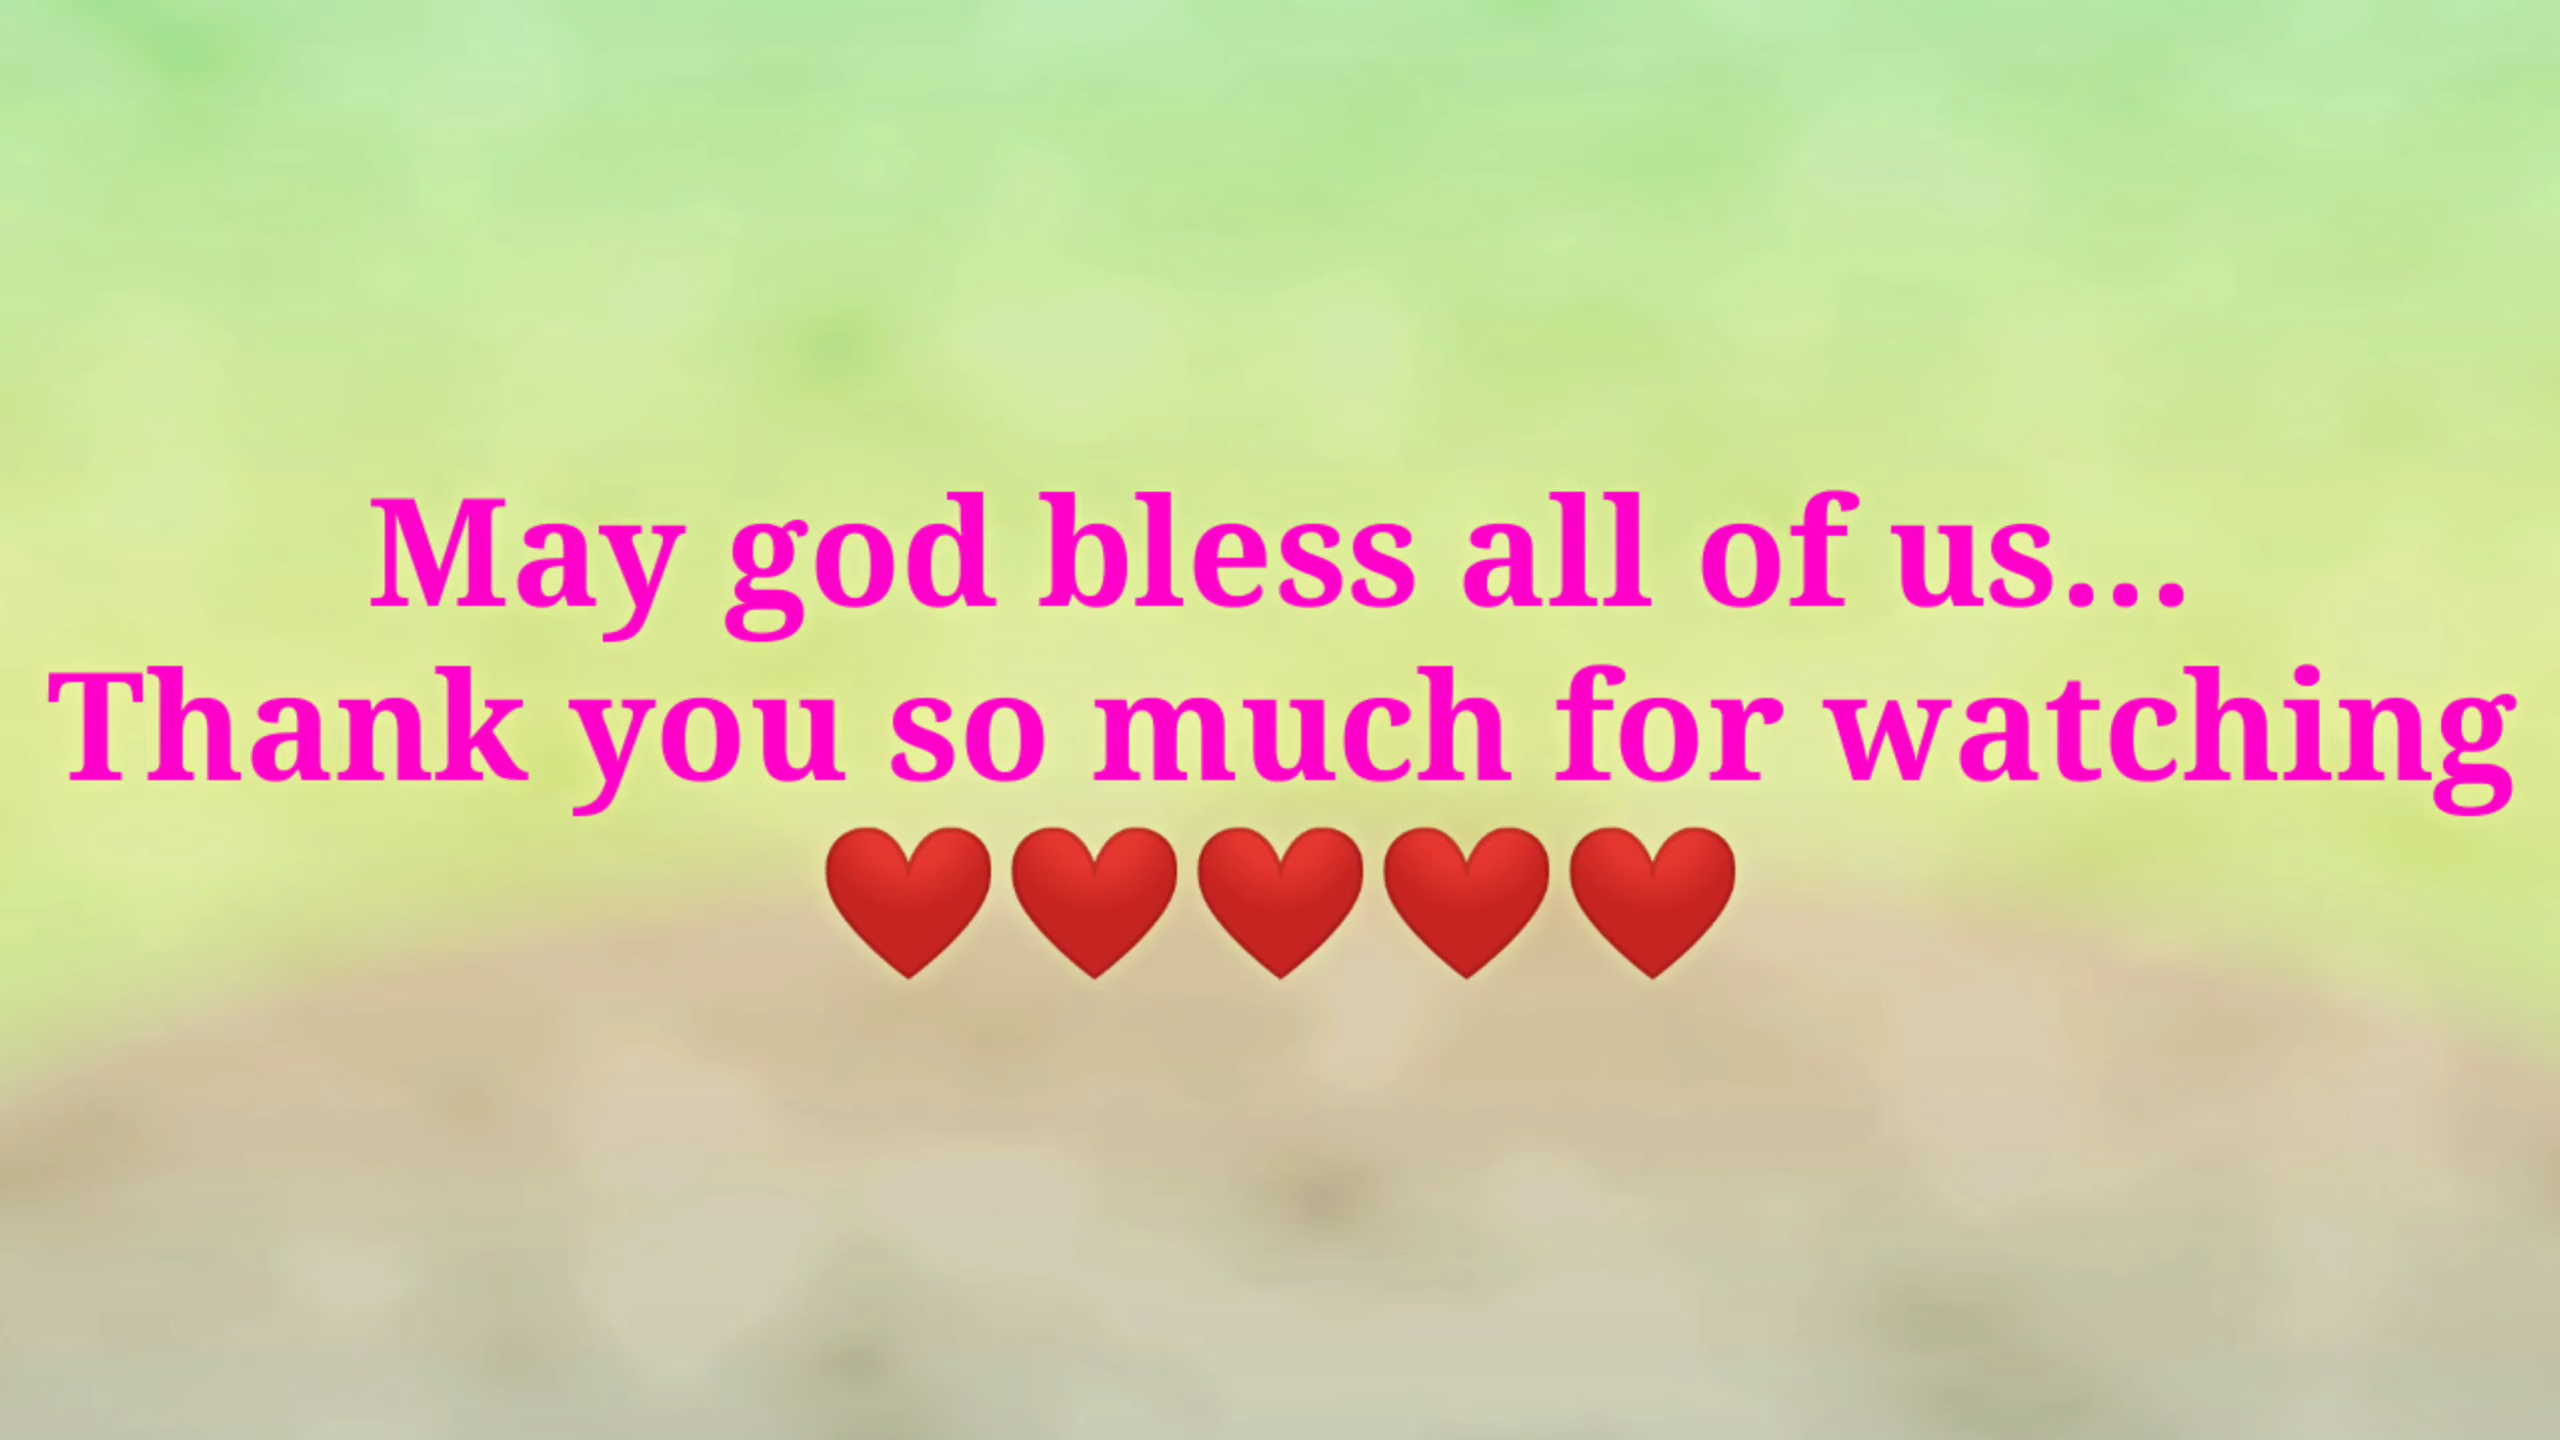 May god bless all of us...
Thank you so much for watching
❤️❤️❤️❤️❤️